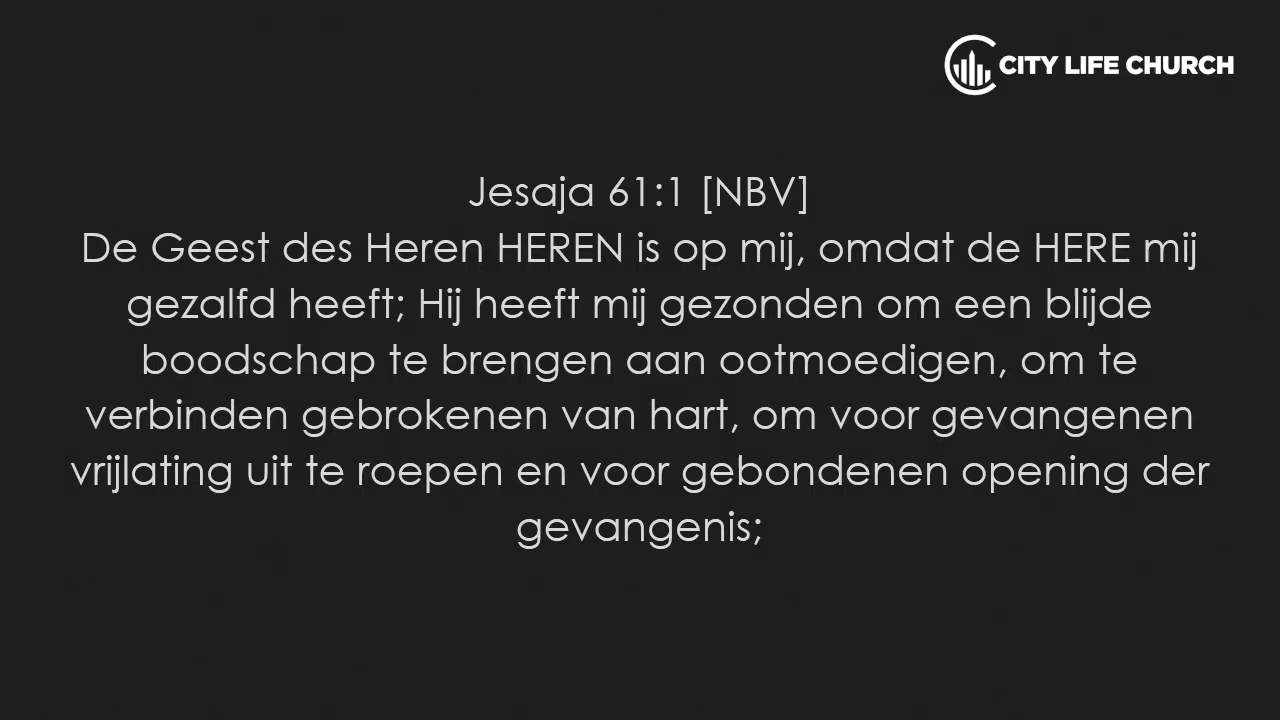 CITY LIFE CHURCH
Jesaja 61:1 [NBV]
De Geest des Heren HEREN is op mij, omdat de HERE mij
gezalfd heeft; Hij heeft mij gezonden om een blijde
boodschap te brengen aan ootmoedigen, om te
verbinden gebrokenen van hart, om voor gevangenen
vrijlating uit te roepen en voor gebondenen opening der
gevangenis;